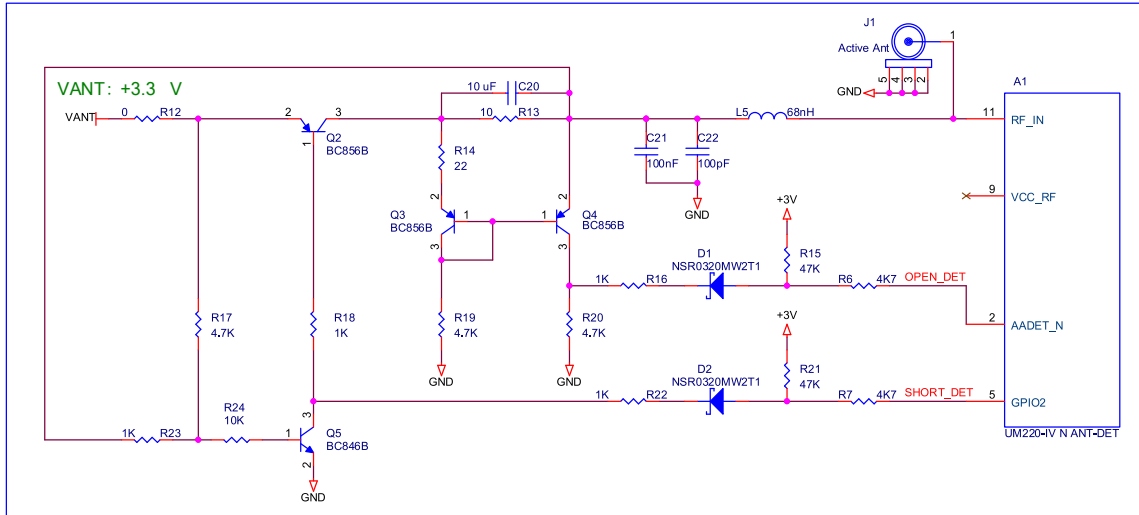 J1
1
Active Ant
5 4 3 2
GND
A1
VANT: +3.3 V
10 uF C20
VANT 0 R12 2 3 10 R13
L5 68nH
11 RF_IN
Q2
BC856B
1
R14
22
C21
100nF
C22
100pF
9 VCC_RF
GND
2
Q3
BC856B
1
3
2
1
Q4
BC856B
3
+3V
D1
NSR0320MW2T1
R15
47K
1K R16
R6 4K7 OPEN_DET
R17
4.7K
R18
1K
R19
4.7K
R20
4.7K
+3V
2 AADET_N
GND
GND
D2
NSR0320MW2T1
R21
47K
1K R22
R7 4K7 SHORT_DET 5 GPIO2
R24
10K
1K R23
3
1
Q5
BC846B
2
UM220-IV N ANT-DET
GND